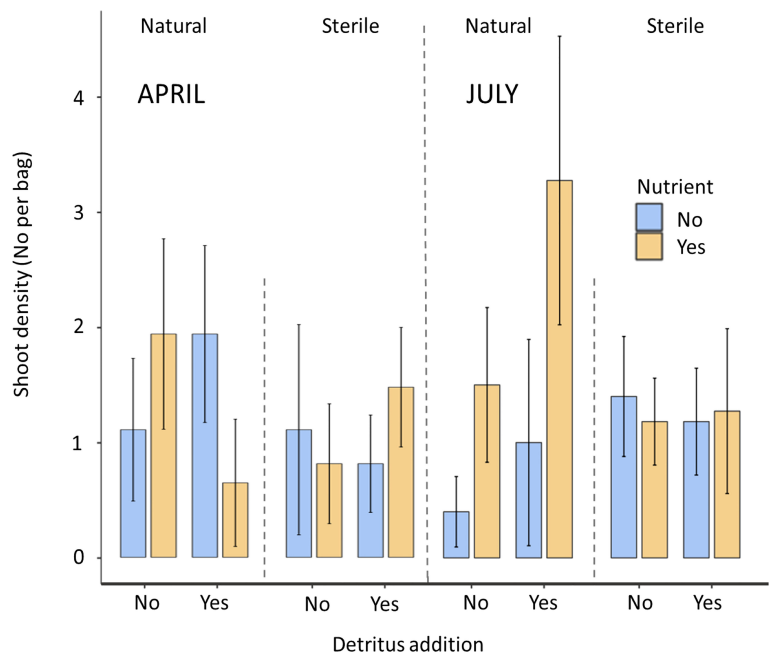 Natural Sterile Natural Sterile
APRIL JULY
4
3
2
1
0
Shoot density (No per bag)
Nutrient
No
Yes
No Yes No Yes No Yes No Yes
Detritus addition